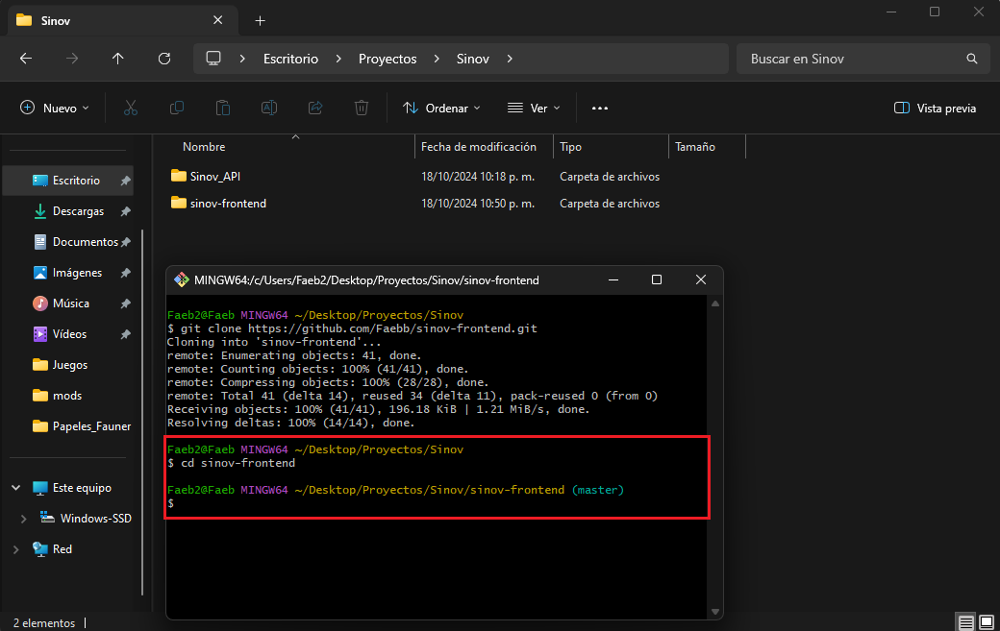 Sinov
Escritorio > Proyectos > Sinov >
Buscar en Sinov
Nuevo
Ordenar
Ver
Vista previa
Nombre
Fecha de modificación
Tipo
Tamaño
Sinov_API 18/10/2024 10:18 p. m. Carpeta de archivos
sinov-frontend 18/10/2024 10:50 p. m. Carpeta de archivos
Escritorio
Descargas
Documentos
Imágenes
Música
Vídeos
Juegos
mods
Papeles_Fauner
Este equipo
Windows-SSD
Red
MINGW64:/c/Users/Faeb2/Desktop/Proyectos/Sinov/sinov-frontend
Faeb2@Faeb MINGW64 ~/Desktop/Proyectos/Sinov
$ git clone https://github.com/Faebb/sinov-frontend.git
Cloning into 'sinov-frontend'...
remote: Enumerating objects: 41, done.
remote: Counting objects: 100% (41/41), done.
remote: Compressing objects: 100% (28/28), done.
remote: Total 41 (delta 14), reused 34 (delta 11), pack-reused 0 (from 0)
Receiving objects: 100% (41/41), 196.18 KiB | 1.21 MiB/s, done.
Resolving deltas: 100% (14/14), done.
Faeb2@Faeb MINGW64 ~/Desktop/Proyectos/Sinov
$ cd sinov-frontend
Faeb2@Faeb MINGW64 ~/Desktop/Proyectos/Sinov/sinov-frontend (master)
$
2 elementos